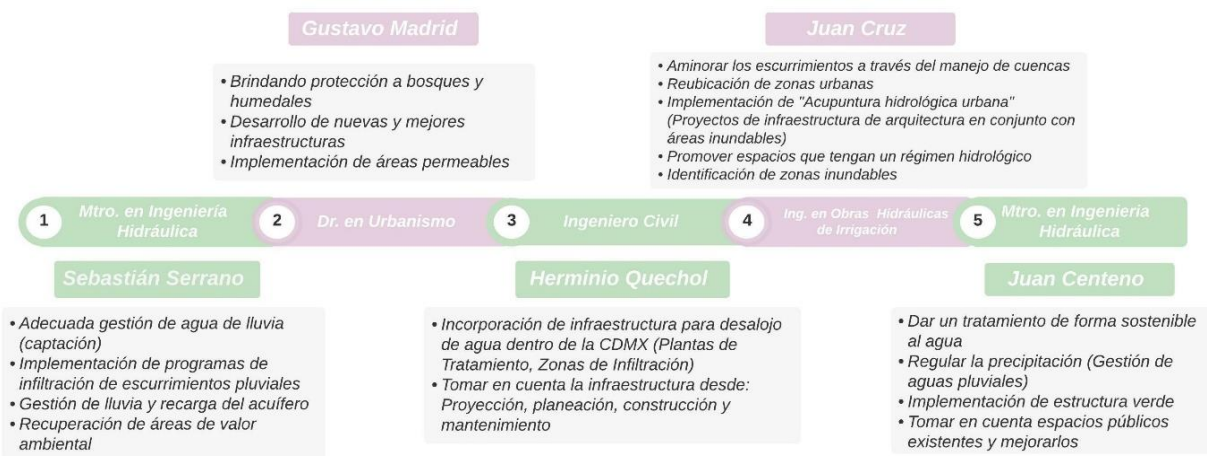 Gustavo Madrid
• Brindando protección a bosques y
humedales
• Desarrollo de nuevas y mejores
infraestructuras
• Implementación de áreas permeables
Juan Cruz
• Aminorar los escurrimientos a través del manejo de cuencas
• Reubicación de zonas urbanas
• Implementación de "Acupuntura hidrológica urbana"
(Proyectos de infraestructura de arquitectura en conjunto con
áreas inundables)
• Promover espacios que tengan un régimen hidrológico
• Identificación de zonas inundables
1
Mtro. en Ingeniería
Hidráulica
2
Dr. en Urbanismo
3
Ingeniero Civil
4
Ing. en Obras Hidráulicas
de Irrigación
5
Mtro. en Ingenieria
Hidráulica
Sebastián Serrano
• Adecuada gestión de agua de lluvia
(captación)
• Implementación de programas de
infiltración de escurrimientos pluviales
• Gestión de lluvia y recarga del acuífero
• Recuperación de áreas de valor
ambiental
Herminio Quechol
• Incorporación de infraestructura para desalojo
de agua dentro de la CDMX (Plantas de
Tratamiento, Zonas de Infiltración)
• Tomar en cuenta la infraestructura desde:
Proyección, planeación, construcción y
mantenimiento
Juan Centeno
• Dar un tratamiento de forma sostenible
al agua
• Regular la precipitación (Gestión de
aguas pluviales)
• Implementación de estructura verde
• Tomar en cuenta espacios públicos
existentes y mejorarlos